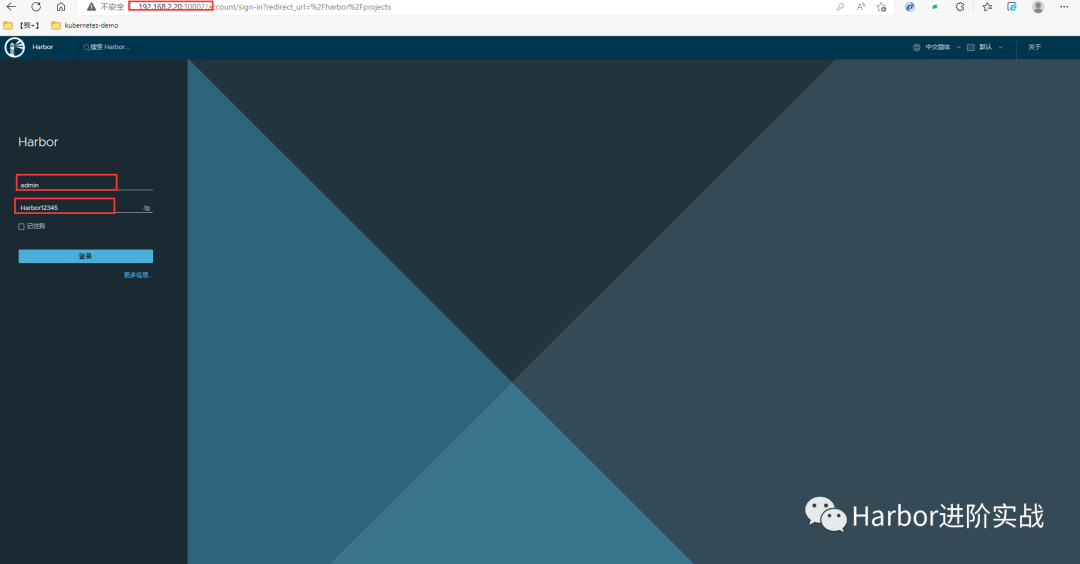 不安全 192.168.2.20:30002/account/sign-in?redirect_url=%2Fharbor%2Fprojects
【我+】 kubernetes-demo
Harbor 搜索 Harbor... 中文简体 默认 关于
Harbor
admin
Harbor12345
记住我
登录
更多信息...
Harbor进阶实战